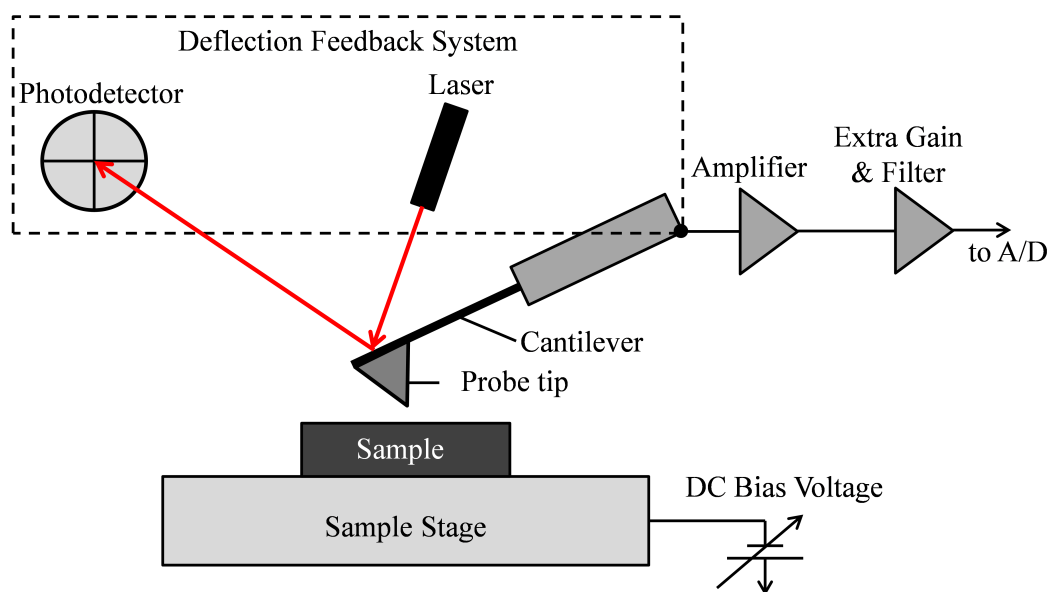 Deflection Feedback System
Photodetector
Laser
Extra Gain
& Filter
Amplifier
to A/D
Cantilever
Probe tip
Sample
DC Bias Voltage
Sample Stage